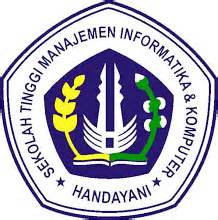 SEKOLAH TINGGI MANAJEMEN INFORMATIKA & KOMPUTER
HANDAYANI